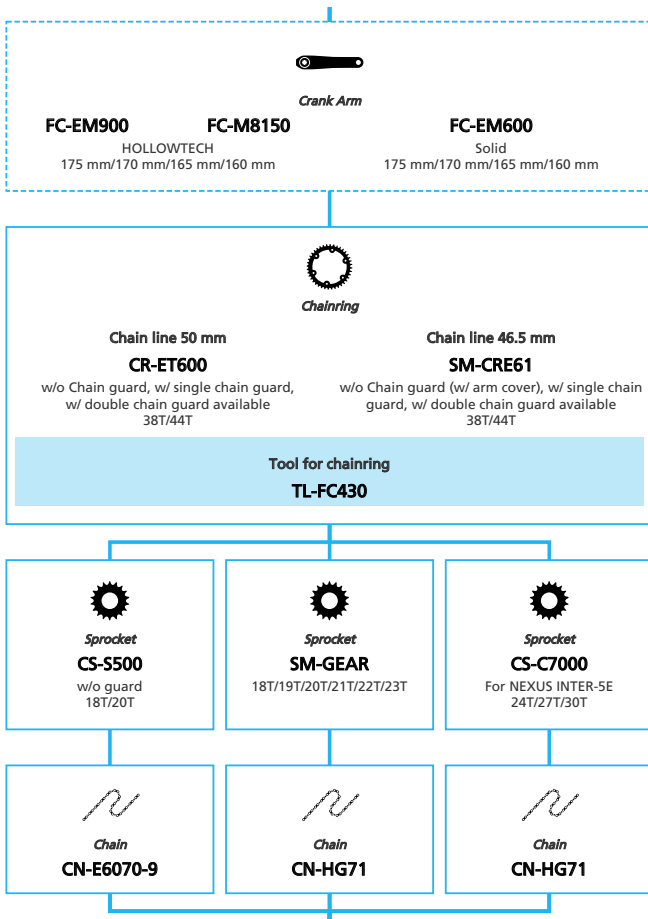 Crank Arm
FC-EM900
FC-M8150
HOLLOWTECH
175 mm/170 mm/165 mm/160 mm
FC-EM600
Solid
175 mm/170 mm/165 mm/160 mm
Chainring
Chain line 50 mm
CR-ET600
w/o Chain guard, w/ single chain guard,
w/ double chain guard available
38T/44T
Chain line 46.5 mm
SM-CRE61
w/o Chain guard (w/ arm cover), w/ single chain
guard, w/ double chain guard available
38T/44T
Tool for chainring
TL-FC430
Sprocket
CS-S500
w/o guard
18T/20T
Sprocket
SM-GEAR
18T/19T/20T/21T/22T/23T
Sprocket
CS-C7000
For NEXUS INTER-5E
24T/27T/30T
Chain
CN-E6070-9
Chain
CN-HG71
Chain
CN-HG71